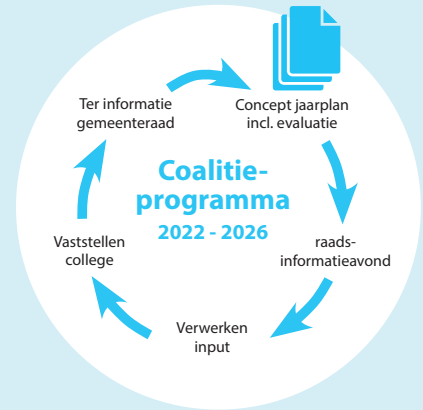 Concept jaarplan
incl. evaluatie
raads-
informatieavond
Verwerken
input
Vaststellen
college
Ter informatie
gemeenteraad
Coalitie-
programma
2022 - 2026